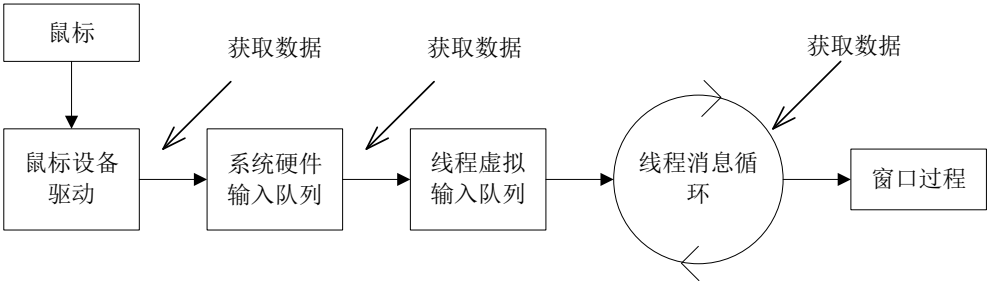 鼠标
获取数据
获取数据
获取数据
鼠标设备
驱动
系统硬件
输入队列
线程虚拟
输入队列
线程消息循
环
窗口过程